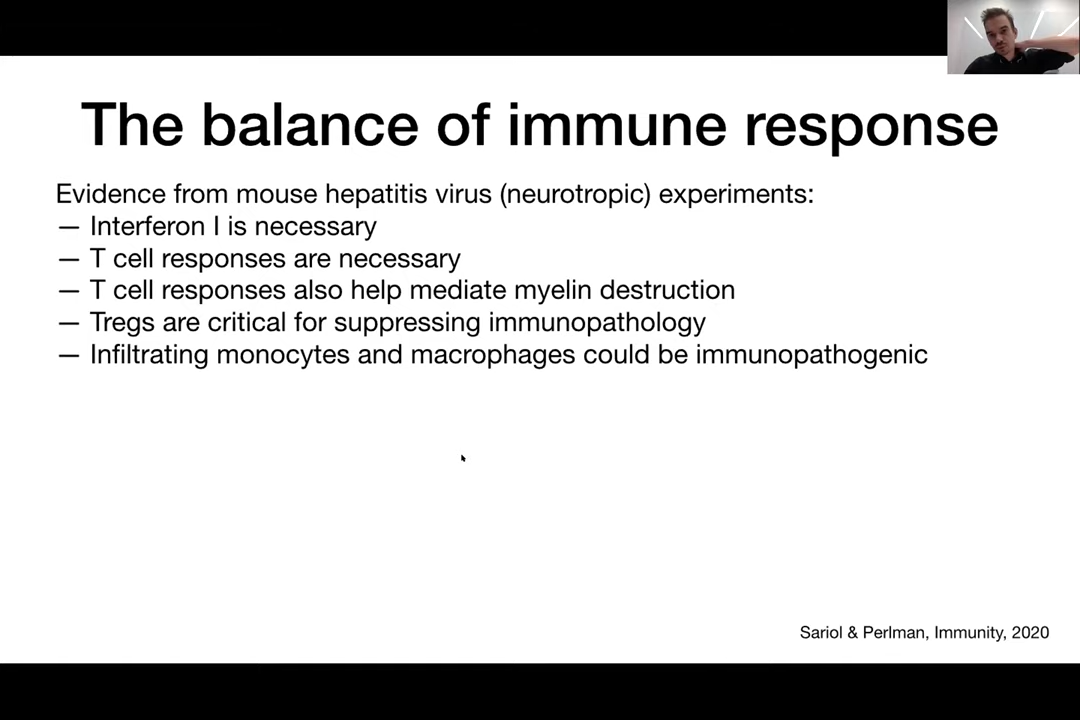 The balance of immune response
Evidence from mouse hepatitis virus (neurotropic) experiments:
— Interferon I is necessary
— T cell responses are necessary
— T cell responses also help mediate myelin destruction
— Tregs are critical for suppressing immunopathology
— Infiltrating monocytes and macrophages could be immunopathogenic
Sariol & Perlman, Immunity, 2020